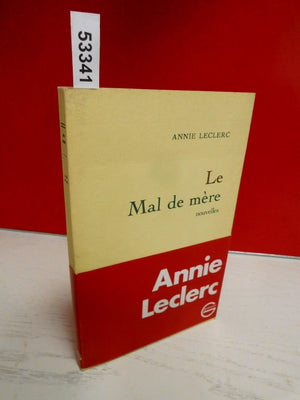 53341
ANNIE LECLERC
Le
Mal de mère
nouvelles
Annie
Leclerc